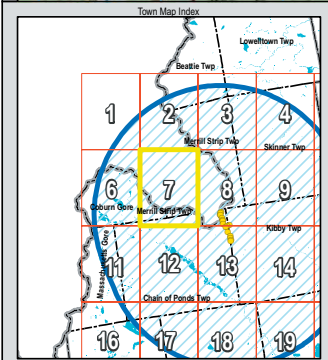 Town Map Index
Lowelltown Twp
Beattie Twp
1
2
3
4
Merrill Strip Twp
Skinner Twp
6
7
8
9
Coburn Gore
Merrill Strip Twp
Kibby Twp
Massachusetts Gore
11
12
13
14
Chain of Ponds Twp
16
17
18
19